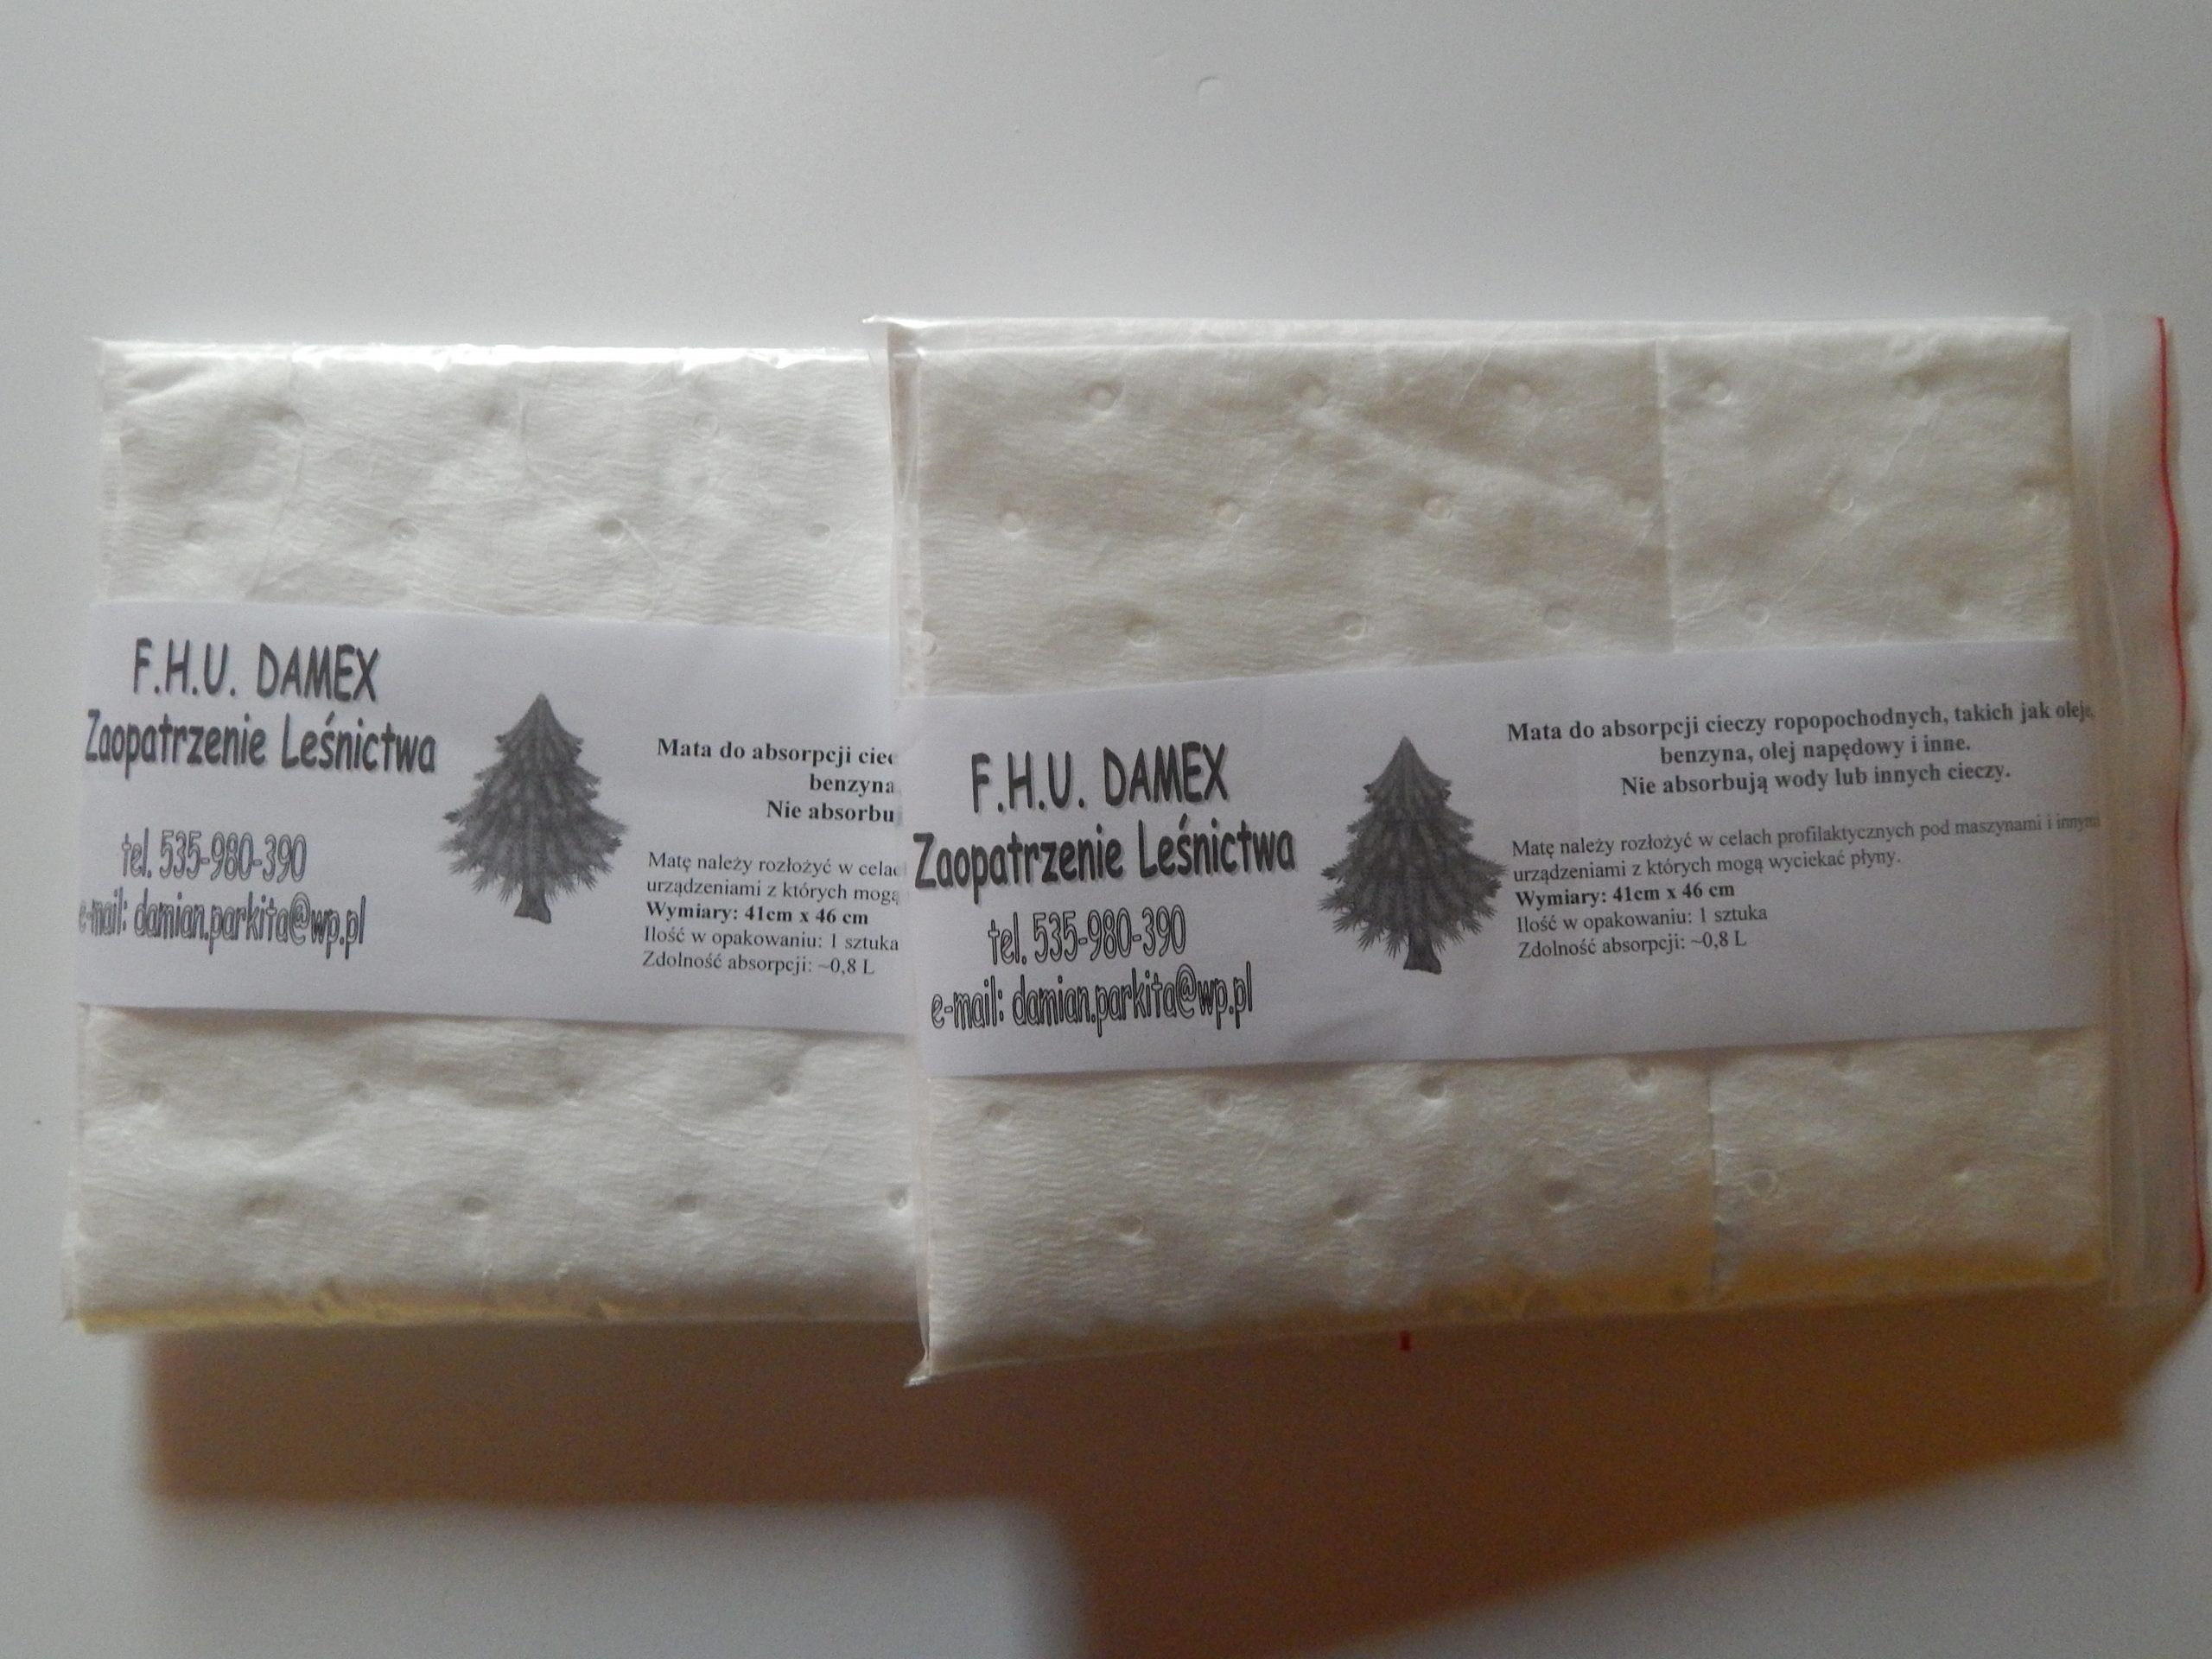 F.H.U. DAMEX
Zaopatrzenie Leśnictwa
tel. 535-980-390
e-mail: damian.parkita@wp.pl
Mata do absorpcji ciec
benzyna
Nie absorbu
Matę należy rozłożyć w celac
urządzeniami z których mogą
Wymiary: 41cm x 46 cm
Ilość w opakowaniu: 1 sztuka
Zdolność absorpcji: ~0,8 L
F.H.U. DAMEX
Zaopatrzenie Leśnictwa
tel. 535-980-390
e-mail: damian.parkita@wp.pl
Mata do absorpcji cieczy ropopochodnych, takich jak oleje,
benzyna, olej napędowy i inne.
Nie absorbują wody lub innych cieczy.
Matę należy rozłożyć w celach profilaktycznych pod maszynami i innymi
urządzeniami z których mogą wyciekać płyny.
Wymiary: 41cm x 46 cm
Ilość w opakowaniu: 1 sztuka
Zdolność absorpcji: ~0,8 L